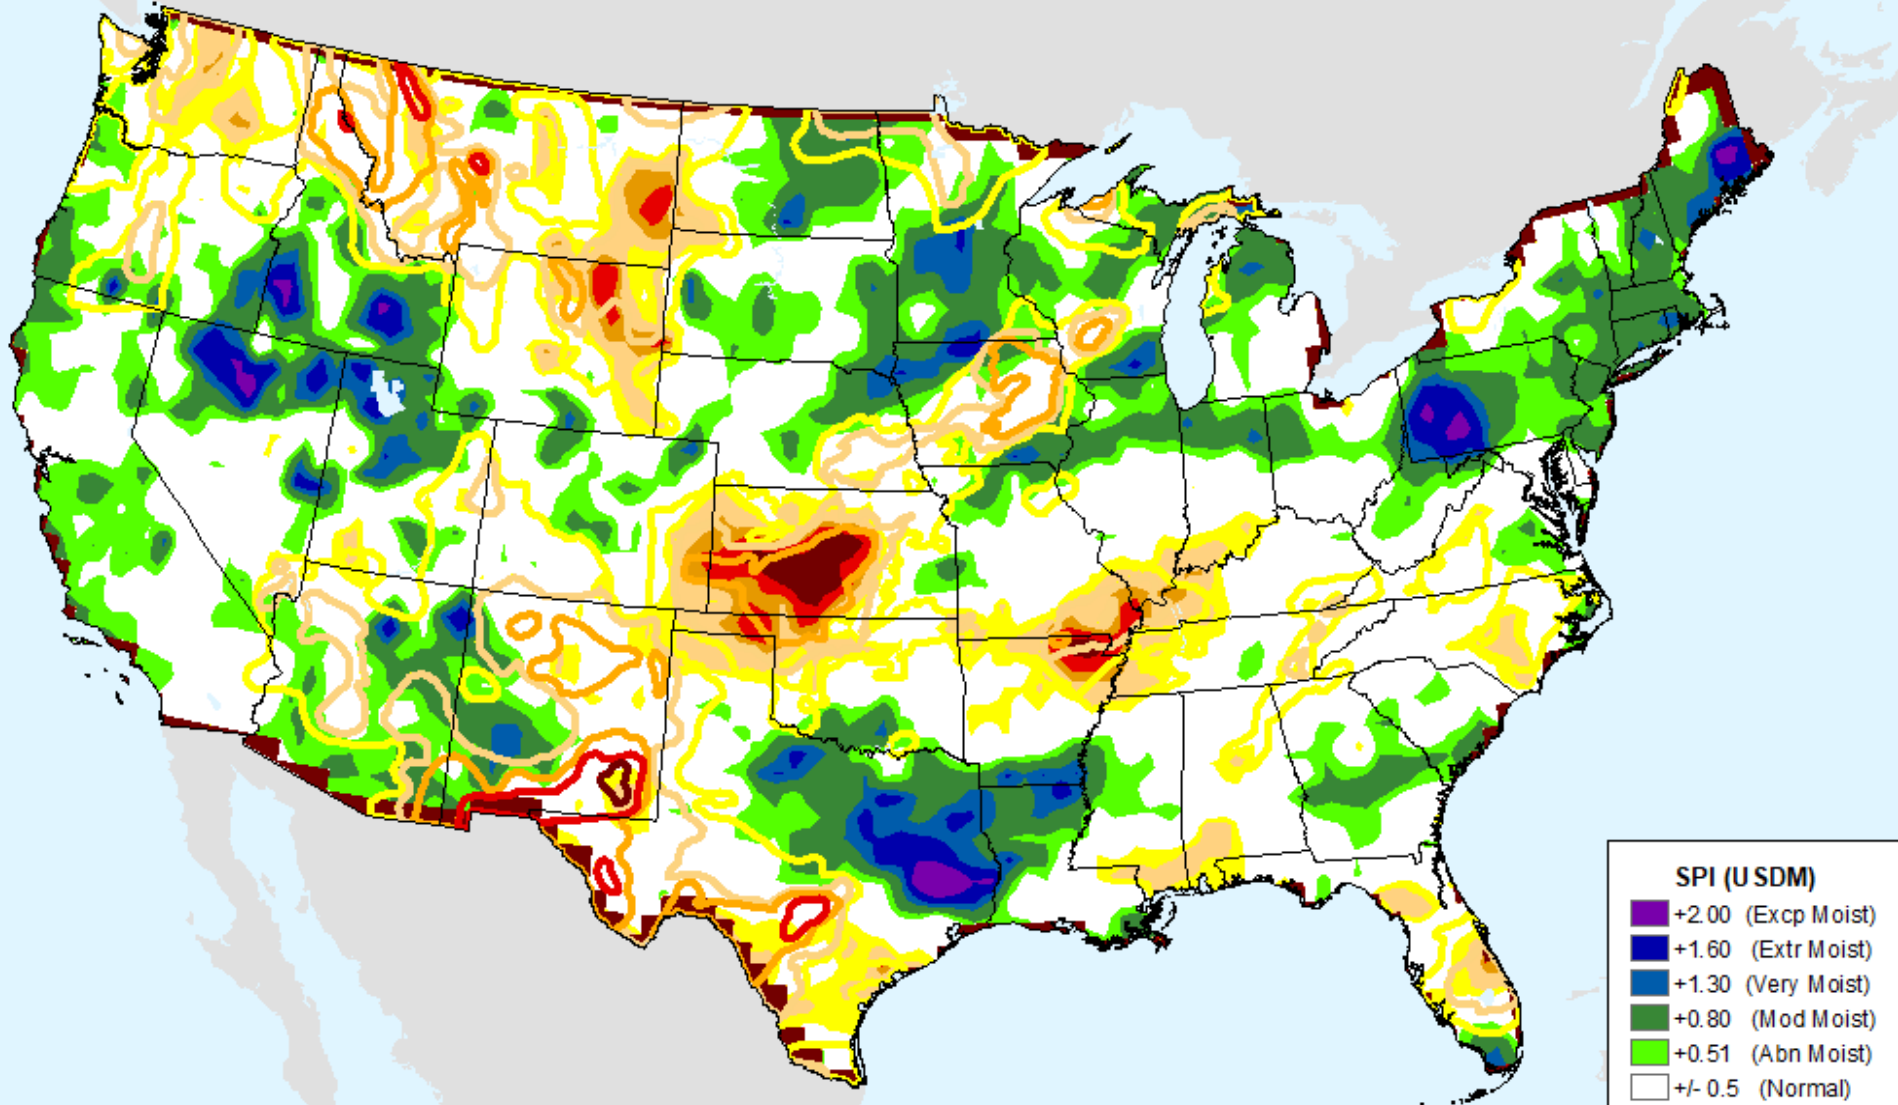 SPI (USDM)
+2.00 (Excp Moist)
+1.60 (Extr Moist)
+1.30 (Very Moist)
+0.80 (Mod Moist)
+0.51 (Abn Moist)
+/- 0.5 (Normal)